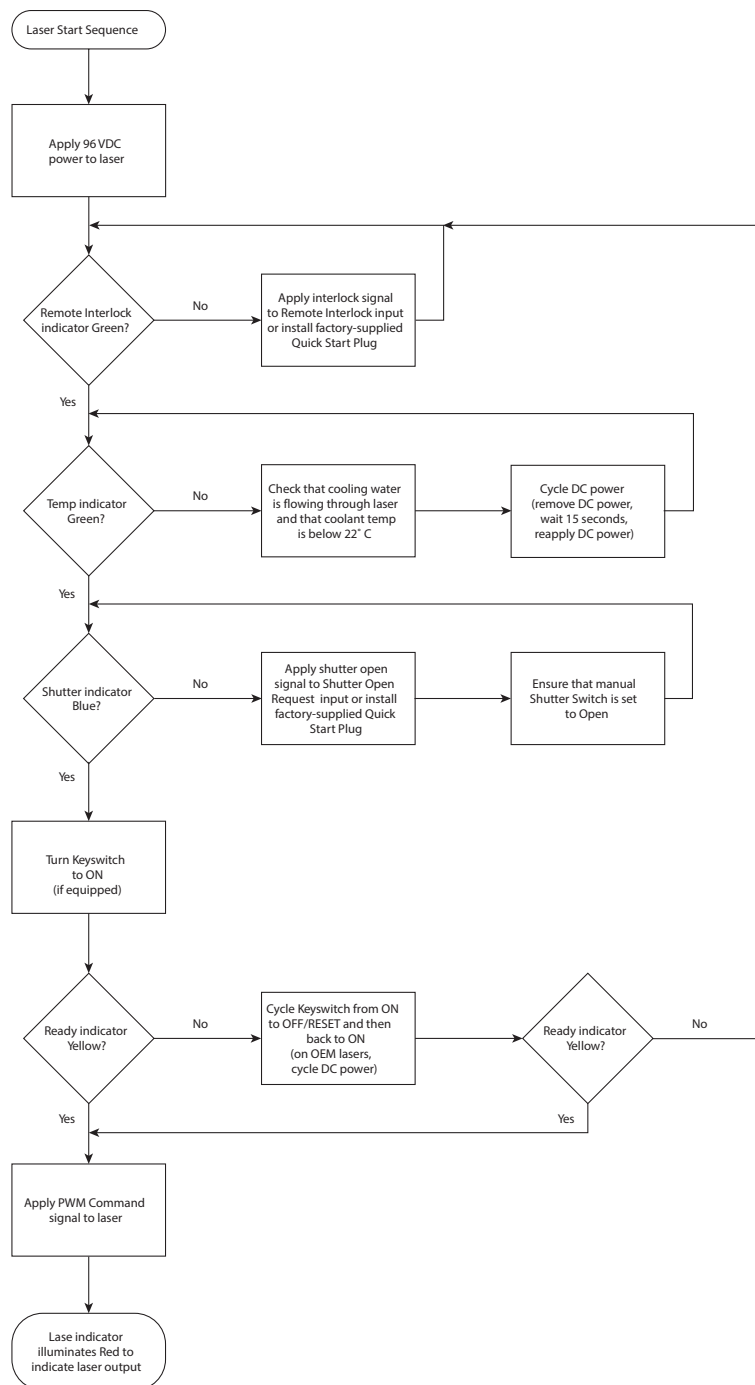 Laser Start Sequence
Apply 96 VDC
power to laser
Remote Interlock
indicator Green?
No
Apply interlock signal
to Remote Interlock input
or install factory-supplied
Quick Start Plug
Yes
Temp indicator
Green?
No
Check that cooling water
is flowing through laser
and that coolant temp
is below 22˚ C
Cycle DC power
(remove DC power,
wait 15 seconds,
reapply DC power)
Yes
Shutter indicator
Blue?
No
Apply shutter open
signal to Shutter Open
Request input or install
factory-supplied Quick
Start Plug
Ensure that manual
Shutter Switch is set
to Open
Yes
Turn Keyswitch
to ON
(if equipped)
Ready indicator
Yellow?
No
Cycle Keyswitch from ON
to OFF/RESET and then
back to ON
(on OEM lasers,
cycle DC power)
Ready indicator
Yellow?
No
Yes
Yes
Apply PWM Command
signal to laser
Lase indicator
illuminates Red to
indicate laser output